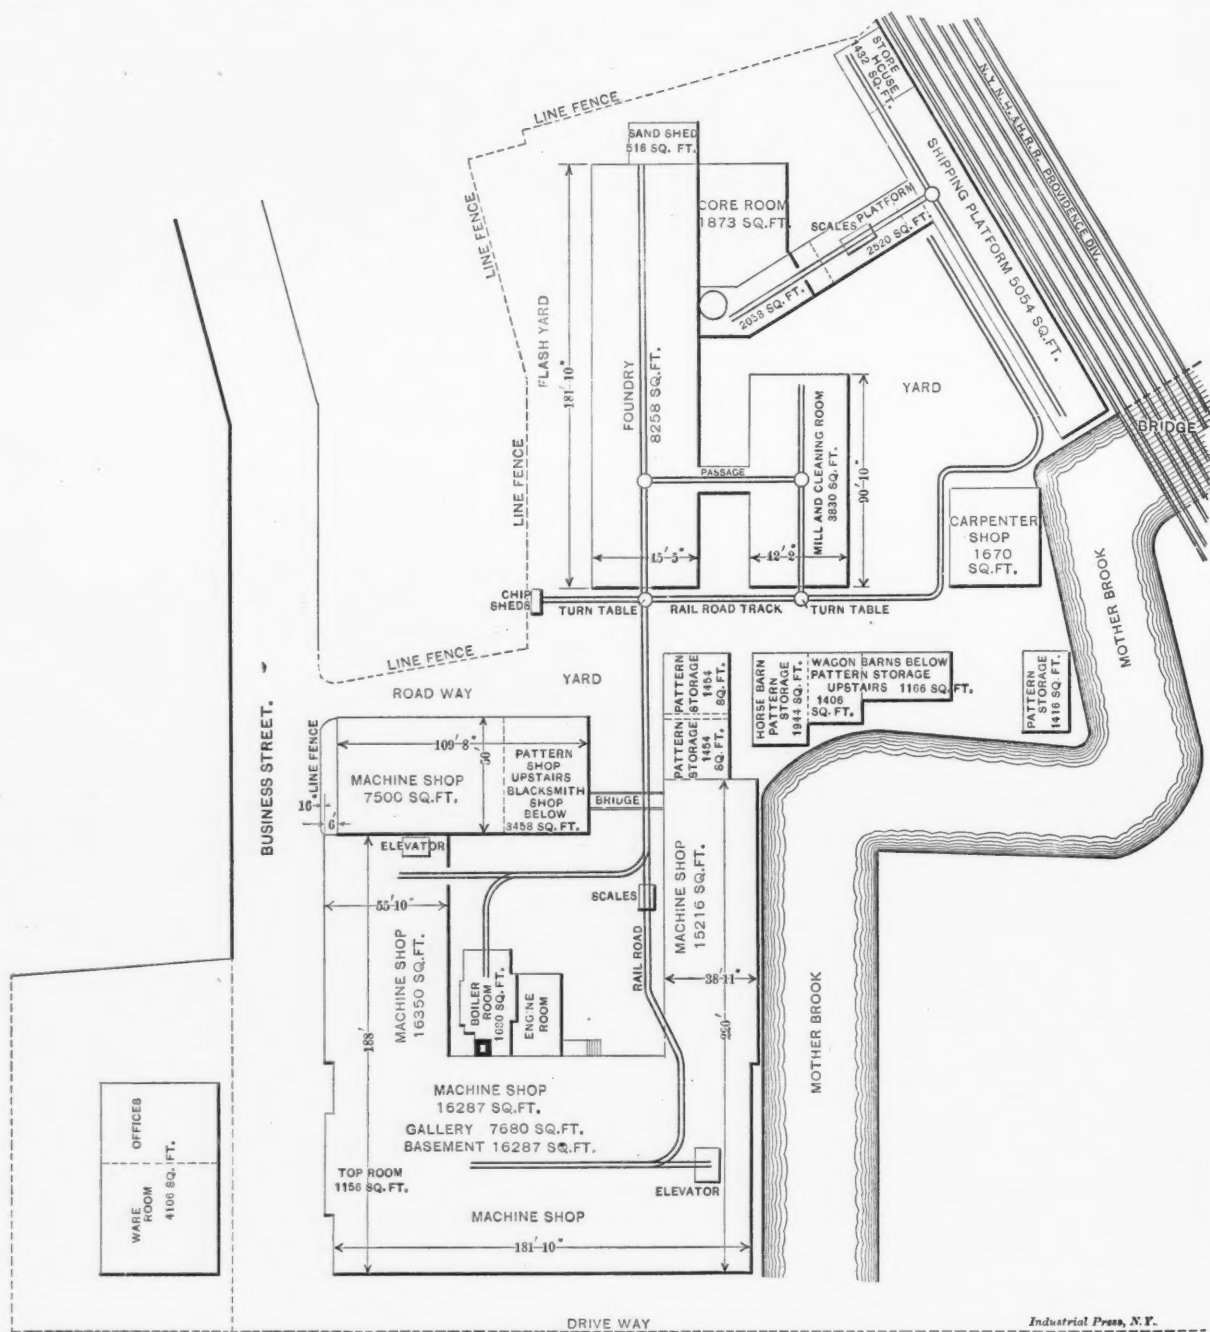 STORE
HOUSE
1432 SQ. FT.
N.Y. N.H. & H.R.R. PROVIDENCE DIV.
LINE FENCE
SAND SHED
516 SQ. FT.
SHIPPING PLATFORM 5054 SQ. FT.
CORE ROOM
1873 SQ.FT.
SCALES
PLATFORM
2520 SQ. FT.
2038 SQ. FT.
LINE FENCE
FLASH YARD
181'-10"
FOUNDRY
8258 SQ.FT.
YARD
BRIDGE
LINE FENCE
PASSAGE
MILL AND CLEANING ROOM
3830 SQ. FT.
90'-10"
45'-5"
42'-2"
CARPENTER
SHOP
1670
SQ.FT.
MOTHER BROOK
CHIP
SHEDS
TURN TABLE
RAIL ROAD TRACK
TURN TABLE
LINE FENCE
ROAD WAY
YARD
PATTERN
STORAGE
1454
SQ. FT.
HORSE BARN
PATTERN
STORAGE
1944 SQ. FT.
WAGON BARNS BELOW
PATTERN STORAGE
UPSTAIRS 1166 SQ. FT.
1406
SQ. FT.
PATTERN
STORAGE
1416 SQ. FT.
PATTERN
STORAGE
1454
SQ. FT.
BUSINESS STREET.
LINE FENCE
16"
6'
109'-8"
50'
MACHINE SHOP
7500 SQ.FT.
PATTERN
SHOP
UPSTAIRS
BLACKSMITH
SHOP
BELOW
3458 SQ. FT.
BRIDGE
ELEVATOR
SCALES
MACHINE SHOP
15216 SQ.FT.
55'-10"
MACHINE SHOP
16350 SQ.FT.
RAIL ROAD
38'-11"
BOILER
ROOM
1680 SQ. FT.
ENGINE
ROOM
188'
220'
MOTHER BROOK
MACHINE SHOP
16287 SQ.FT.
GALLERY 7680 SQ.FT.
BASEMENT 16287 SQ.FT.
TOP ROOM
1156 SQ. FT.
ELEVATOR
MACHINE SHOP
181'-10"
OFFICES
WARE
ROOM
4106 SQ. FT.
DRIVE WAY
Industrial Press, N.Y.